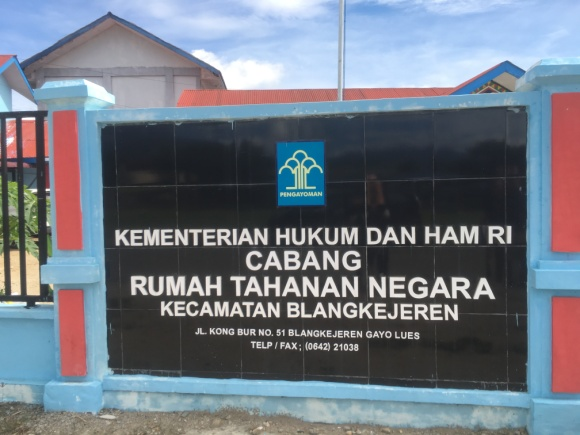 PENGAYOMAN
KEMENTERIAN HUKUM DAN HAM RI
CABANG
RUMAH TAHANAN NEGARA
KECAMATAN BLANGKEJEREN
JL. KONG BUR NO. 51 BLANGKEJEREN GAYO LUES
TELP / FAX ; (0642) 21038